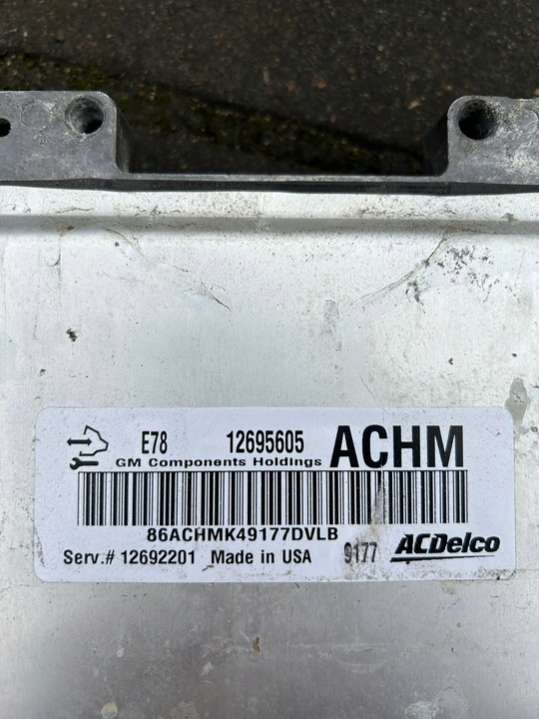 E78 12695605 ACHM
GM Components Holdings
86ACHMK49177DVLB
Serv.# 12692201 Made in USA 9177 ACDelco